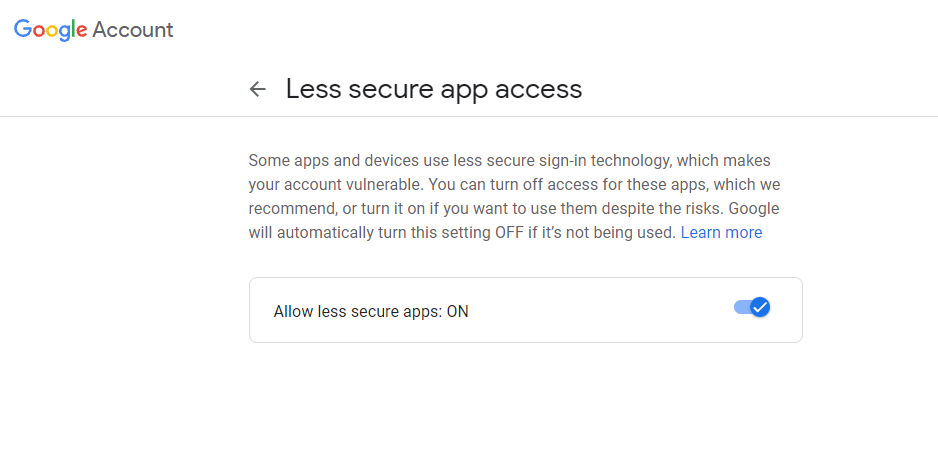 Google Account
Less secure app access
Some apps and devices use less secure sign-in technology, which makes
your account vulnerable. You can turn off access for these apps, which we
recommend, or turn it on if you want to use them despite the risks. Google
will automatically turn this setting OFF if it’s not being used. Learn more
Allow less secure apps: ON